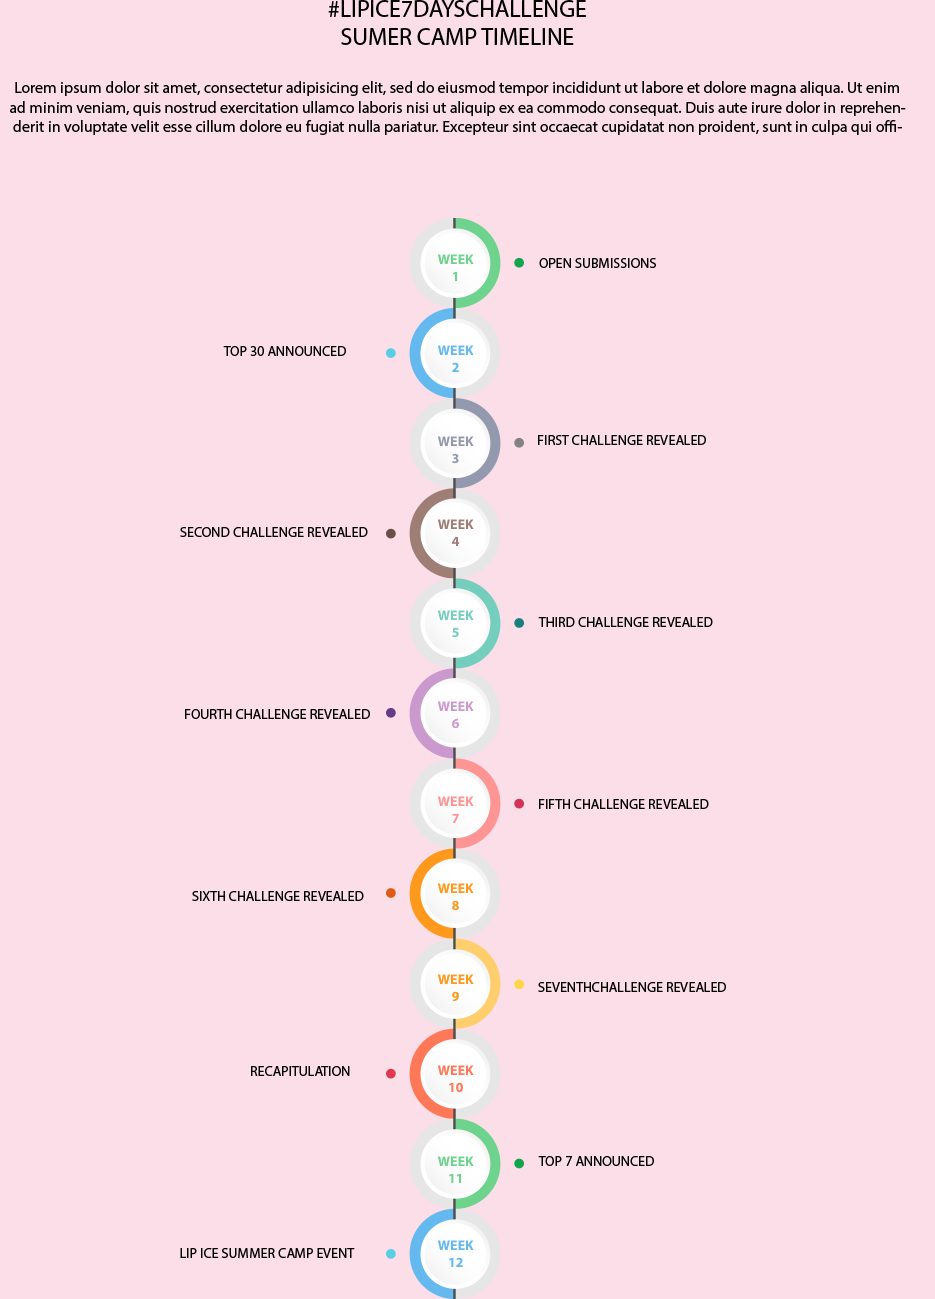 #LIPICE7DAYSCHALLENGE
SUMER CAMP TIMELINE
Lorem ipsum dolor sit amet, consectetur adipisicing elit, sed do eiusmod tempor incididunt ut labore et dolore magna aliqua. Ut enim
ad minim veniam, quis nostrud exercitation ullamco laboris nisi ut aliquip ex ea commodo consequat. Duis aute irure dolor in reprehen-
derit in voluptate velit esse cillum dolore eu fugiat nulla pariatur. Excepteur sint occaecat cupidatat non proident, sunt in culpa qui offi-
WEEK
1
OPEN SUBMISSIONS
TOP 30 ANNOUNCED
WEEK
2
WEEK
3
FIRST CHALLENGE REVEALED
SECOND CHALLENGE REVEALED
WEEK
4
WEEK
5
THIRD CHALLENGE REVEALED
FOURTH CHALLENGE REVEALED
WEEK
6
WEEK
7
FIFTH CHALLENGE REVEALED
SIXTH CHALLENGE REVEALED
WEEK
8
WEEK
9
SEVENTHCHALLENGE REVEALED
RECAPITULATION
WEEK
10
WEEK
11
TOP 7 ANNOUNCED
LIP ICE SUMMER CAMP EVENT
WEEK
12